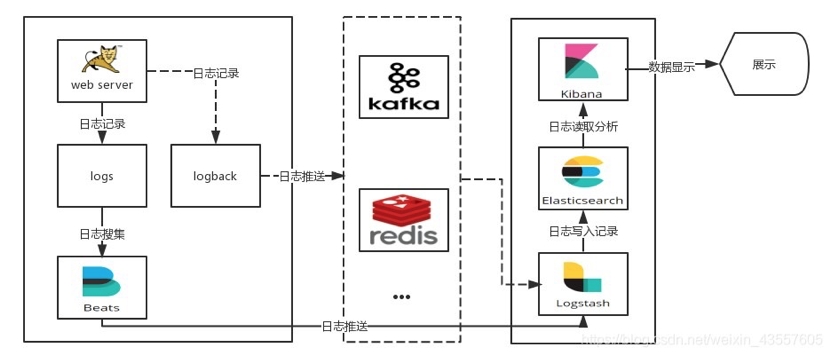 web server
日志记录
日志记录
logs
logback
日志搜集
Beats
日志推送
kafka
redis
...
日志推送
Kibana
数据显示
展示
日志读取分析
Elasticsearch
日志写入记录
Logstash
https://blog.csdn.net/weixin_43557605